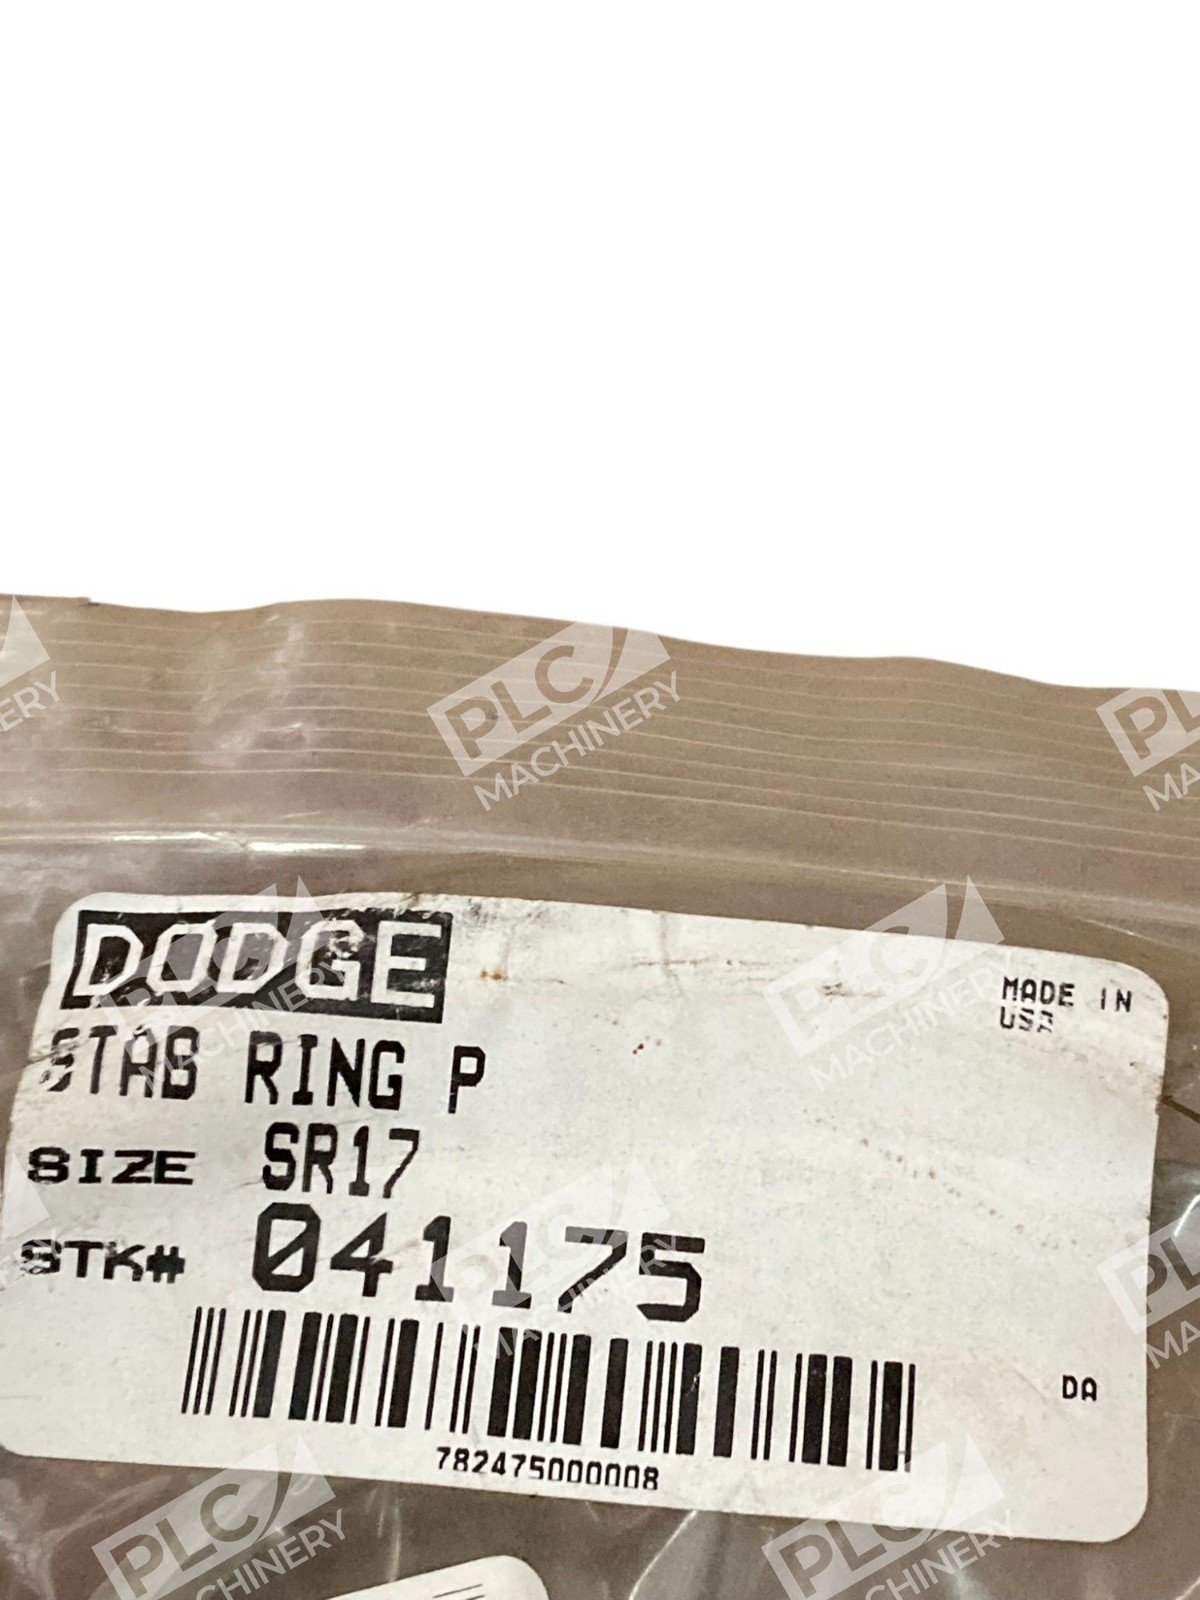 DODGE
MADE IN
USA
STAB RING P
SIZE SR17
STK# 041175
DA
782475000008
PLC
MACHINERY